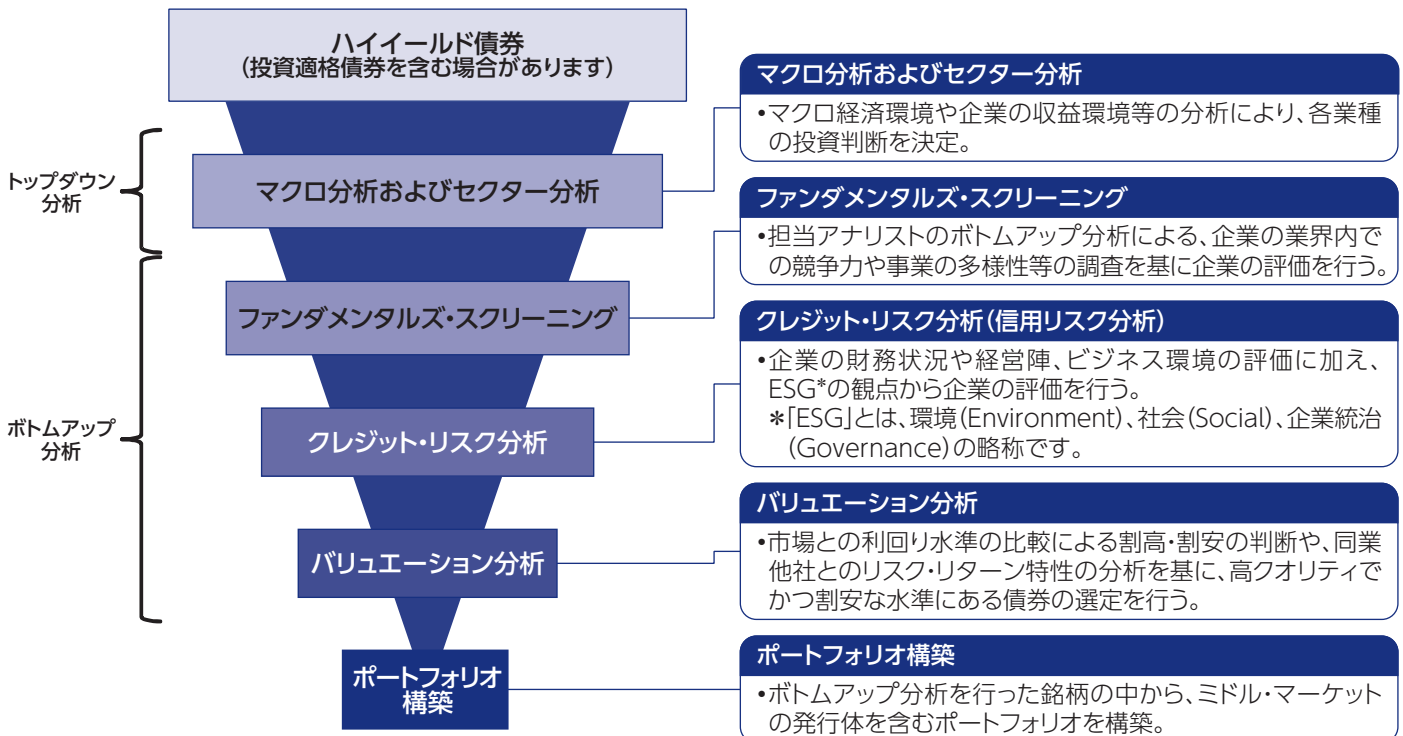 ハイイールド債券
(投資適格債券を含む場合があります)
トップダウン
分析
マクロ分析およびセクター分析
ファンダメンタルズ・スクリーニング
ボトムアップ
分析
クレジット・リスク分析
バリュエーション分析
ポートフォリオ
構築
マクロ分析およびセクター分析
•マクロ経済環境や企業の収益環境等の分析により、各業種
の投資判断を決定。
ファンダメンタルズ・スクリーニング
•担当アナリストのボトムアップ分析による、企業の業界内で
の競争力や事業の多様性等の調査を基に企業の評価を行う。
クレジット・リスク分析(信用リスク分析)
•企業の財務状況や経営陣、ビジネス環境の評価に加え、
ESG*の観点から企業の評価を行う。
*「ESG」とは、環境(Environment)、社会(Social)、企業統治
(Governance)の略称です。
バリュエーション分析
•市場との利回り水準の比較による割高・割安の判断や、同業
他社とのリスク・リターン特性の分析を基に、高クオリティで
かつ割安な水準にある債券の選定を行う。
ポートフォリオ構築
•ボトムアップ分析を行った銘柄の中から、ミドル・マーケット
の発行体を含むポートフォリオを構築。